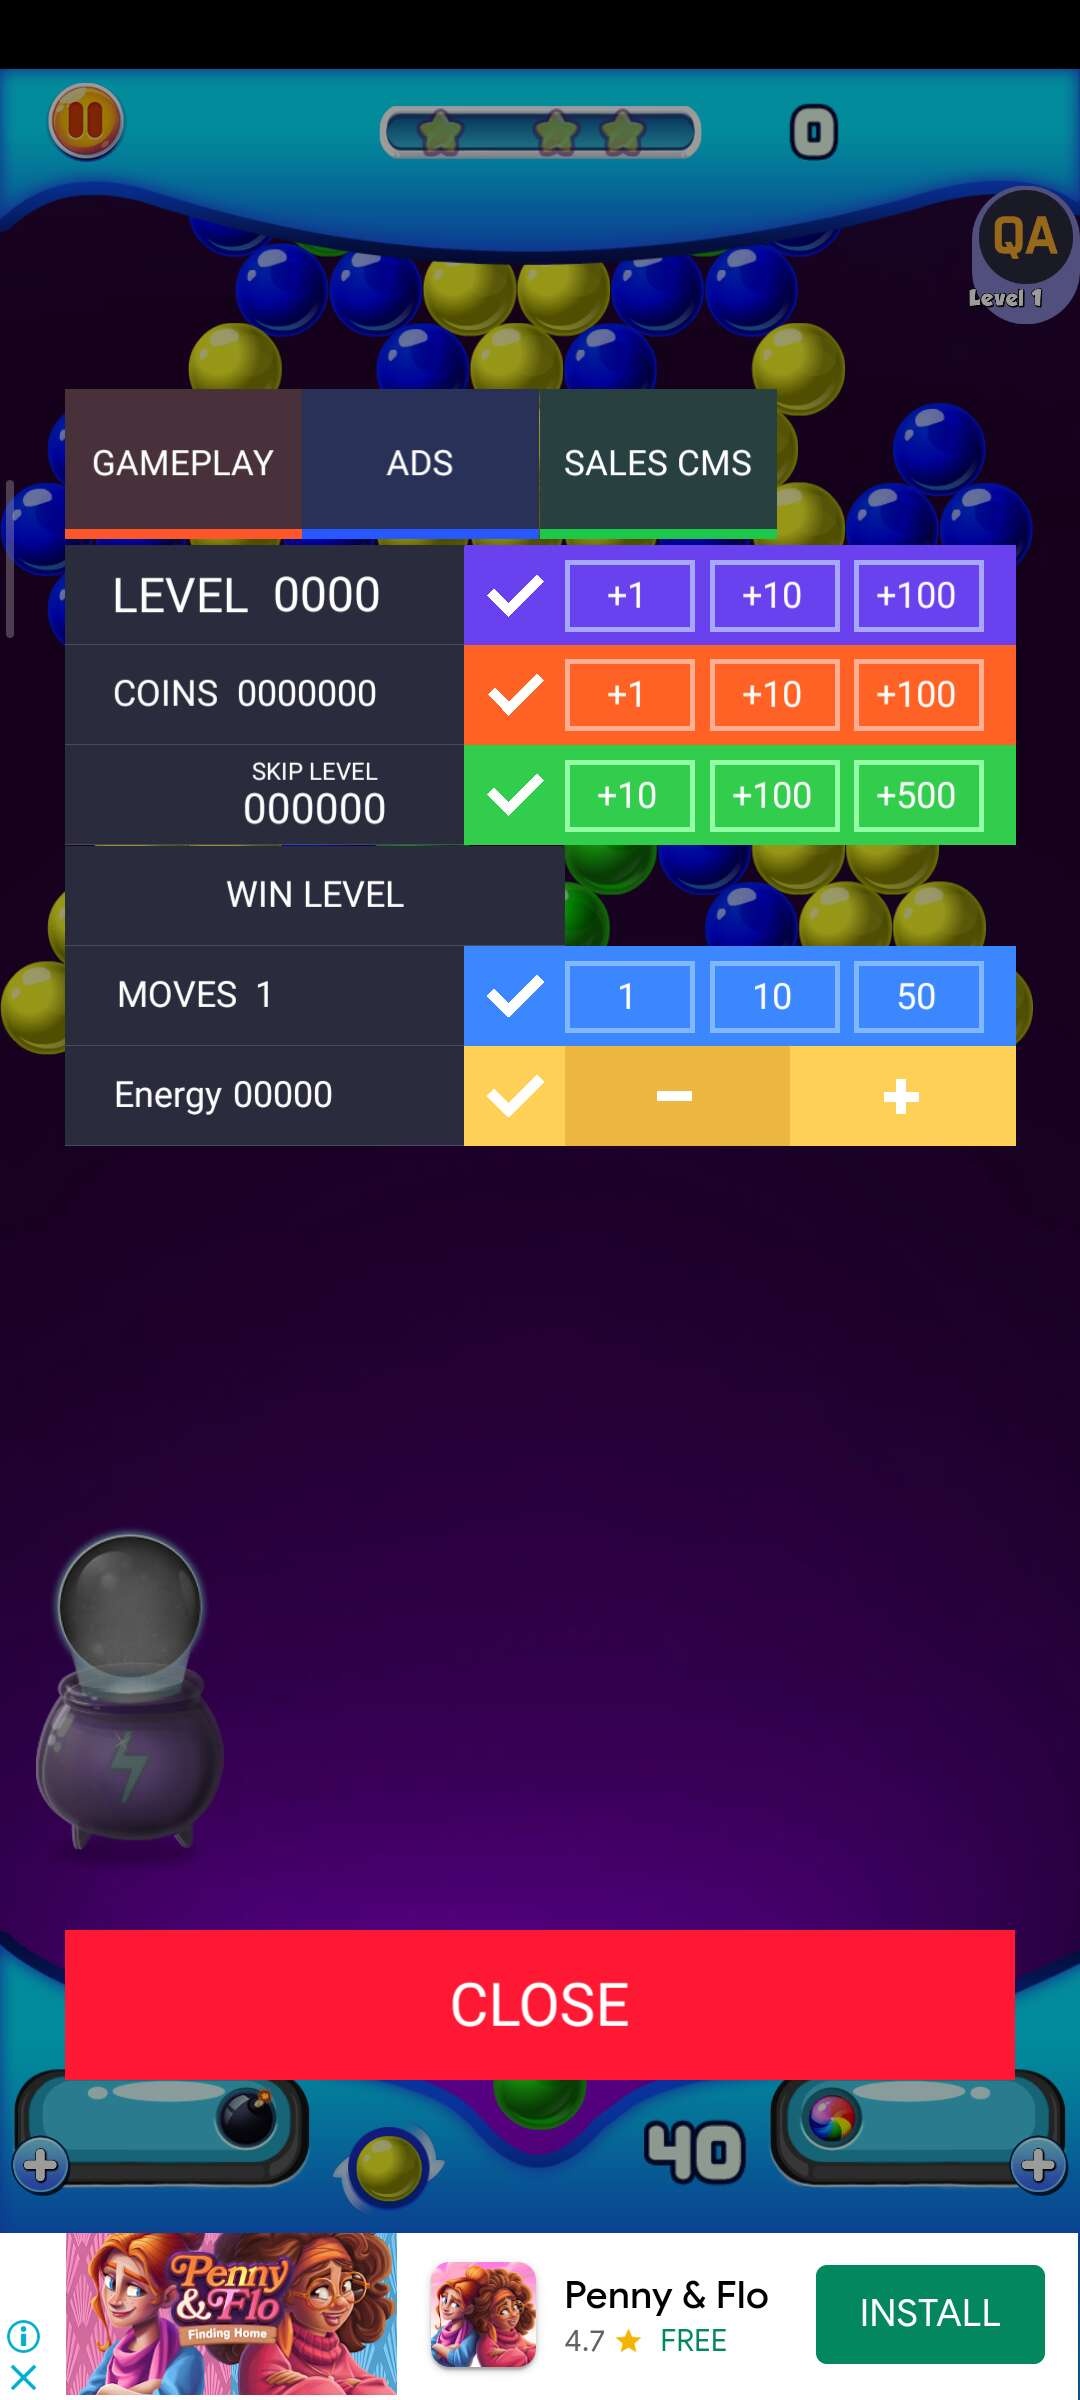 0
QA
Level 1
GAMEPLAY ADS SALES CMS
LEVEL 0000 +1 +10 +100
COINS 0000000 +1 +10 +100
SKIP LEVEL
000000 +10 +100 +500
WIN LEVEL
MOVES 1 1 10 50
Energy 00000 - +
CLOSE
40
Penny
&Flo
Finding Home
Penny & Flo
4.7 ★ FREE
INSTALL